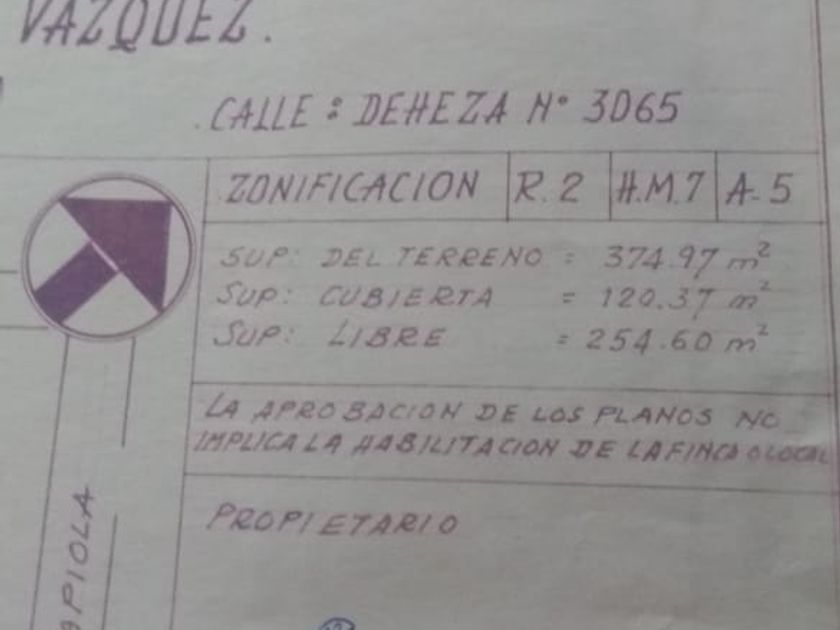 VAZQUEZ.
CALLE: DEHEZA Nº 3065
ZONIFICACION R.2 H.M.7 A-5
SUP: DEL TERRENO = 374.97 m²
SUP: CUBIERTA = 120.37 m²
SUP: LIBRE = 254.60 m²
LA APROBACION DE LOS PLANOS NO
IMPLICA LA HABILITACION DE LA FINCA O LOCAL
PROPIETARIO
APIOLA